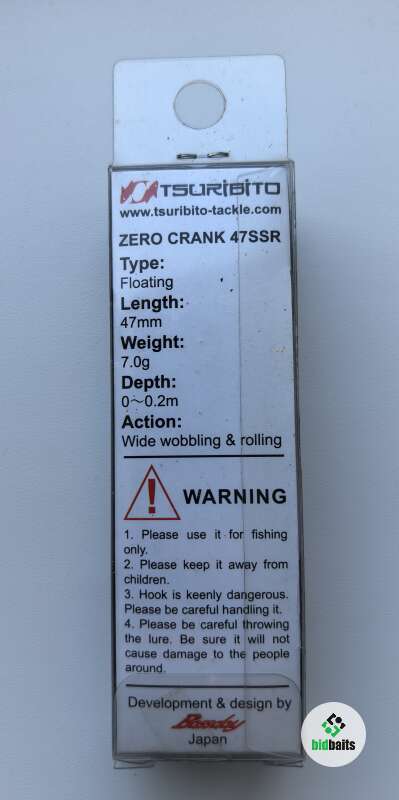 TSURIBITO
www.tsuribito-tackle.com
ZERO CRANK 47SSR
Type:
Floating
Length:
47mm
Weight:
7.0g
Depth:
0～0.2m
Action:
Wide wobbling & rolling
! WARNING
1. Please use it for fishing
only.
2. Please keep it away from
children.
3. Hook is keenly dangerous.
Please be careful handling it.
4. Please be careful throwing
the lure. Be sure it will not
cause damage to the people
around.
Development & design by
Bassday
Japan
bidbaits